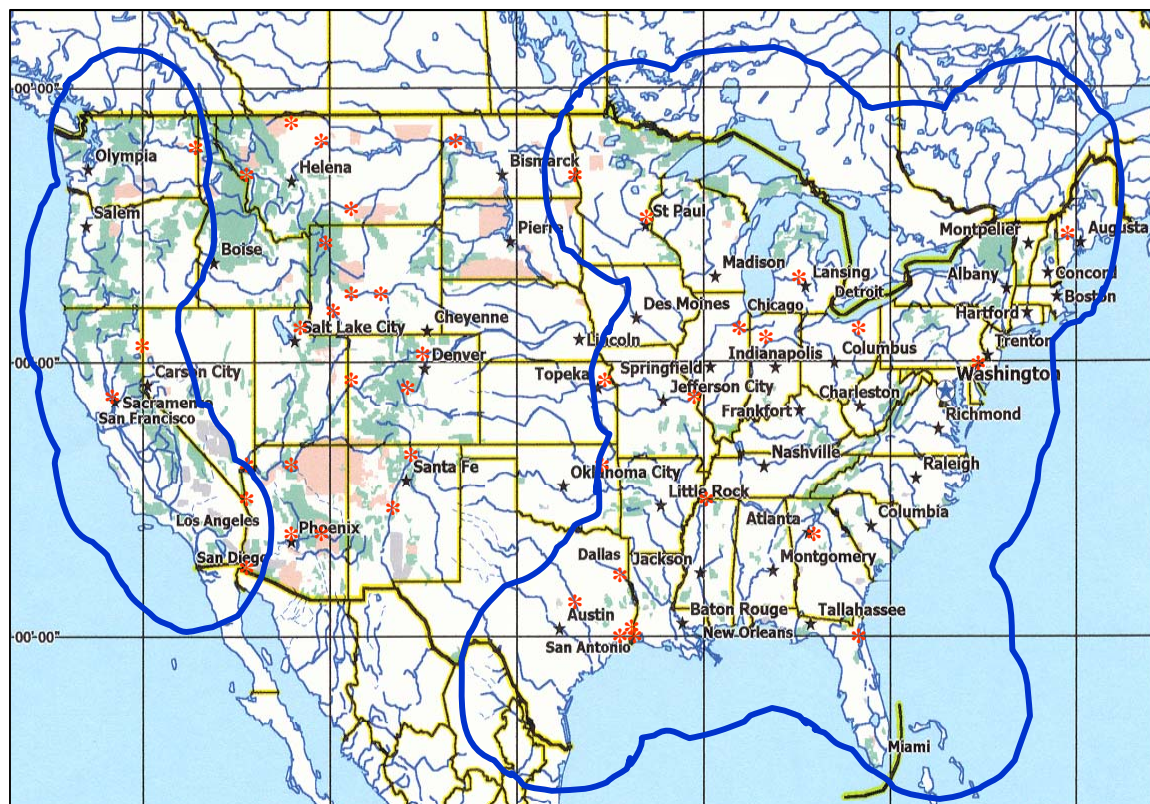 00°00"
Olympia
Helena
Bismarck
Salem
St Paul
Pierre
Montpelier
Augusta
Boise
Madison
Lansing
Albany
Concord
Detroit
Boston
Des Moines
Chicago
Hartford
Cheyenne
Salt Lake City
Lincoln
Trenton
00°00"
Denver
Indianapolis
Columbus
Carson City
Topeka
Springfield
Washington
Jefferson City
Charleston
Sacramento
Frankfort
San Francisco
Richmond
Nashville
Santa Fe
Oklahoma City
Raleigh
Little Rock
Los Angeles
Phoenix
Atlanta
Columbia
San Diego
Dallas
Jackson
Montgomery
Austin
Baton Rouge
Tallahassee
00°00"
San Antonio
New Orleans
Miami